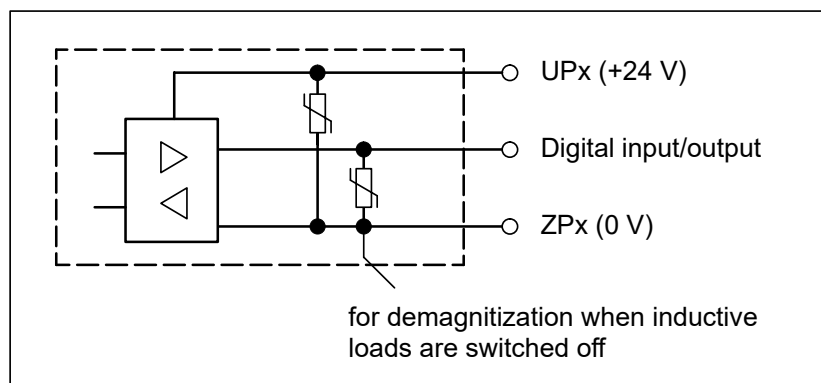 UPx (+24 V)
Digital input/output
ZPx (0 V)
for demagnitization when inductive
loads are switched off